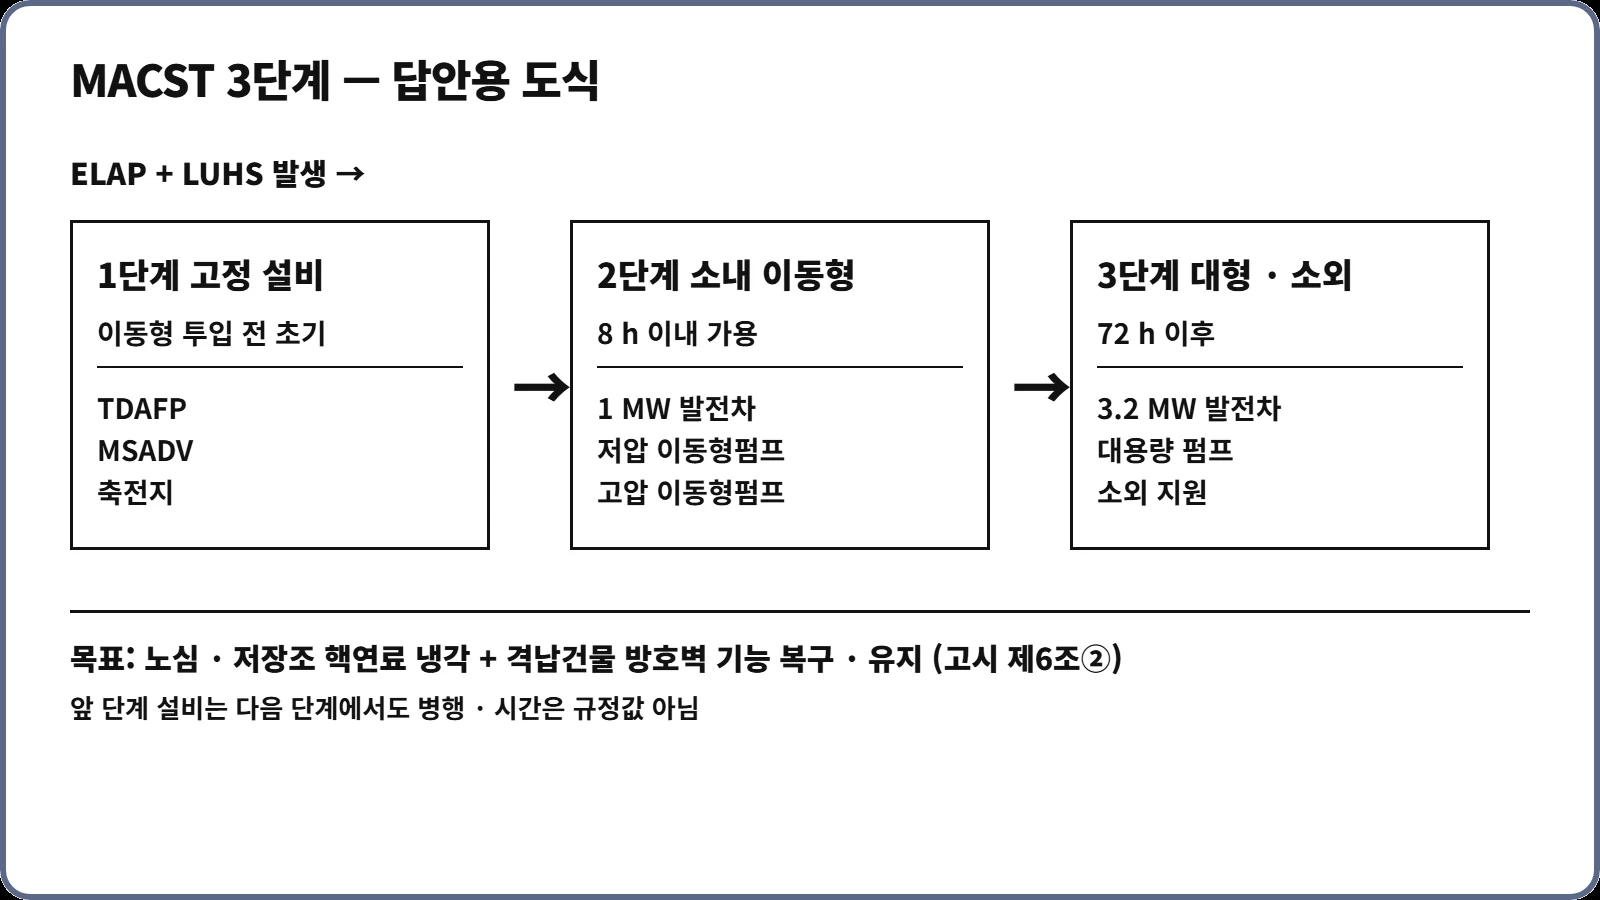 MACST 3단계 — 답안용 도식
ELAP + LUHS 발생 →
1단계 고정 설비
이동형 투입 전 초기
TDAFP
MSADV
축전지
→
2단계 소내 이동형
8 h 이내 가용
1 MW 발전차
저압 이동형펌프
고압 이동형펌프
→
3단계 대형 · 소외
72 h 이후
3.2 MW 발전차
대용량 펌프
소외 지원
목표: 노심 · 저장조 핵연료 냉각 + 격납건물 방호벽 기능 복구 · 유지 (고시 제6조②)
앞 단계 설비는 다음 단계에서도 병행 · 시간은 규정값 아님